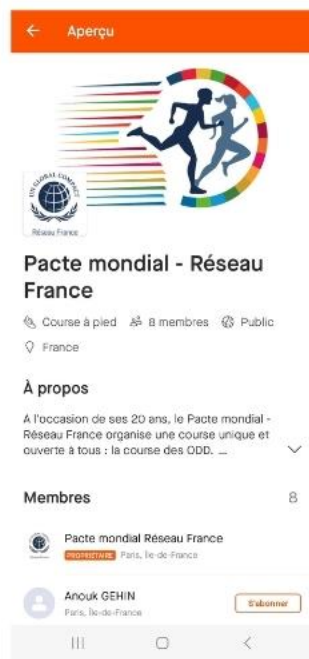 Aperçu
UN GLOBAL COMPACT
Réseau France
Pacte mondial - Réseau
France
Course à pied 8 membres Public
France
À propos
A l'occasion de ses 20 ans, le Pacte mondial -
Réseau France organise une course unique et
ouverte à tous : la course des ODD. ...
Membres 8
Pacte mondial Réseau France
PROPRIÉTAIRE Paris, Île-de-France
Anouk GEHIN
S'abonner
Paris, Île-de-France